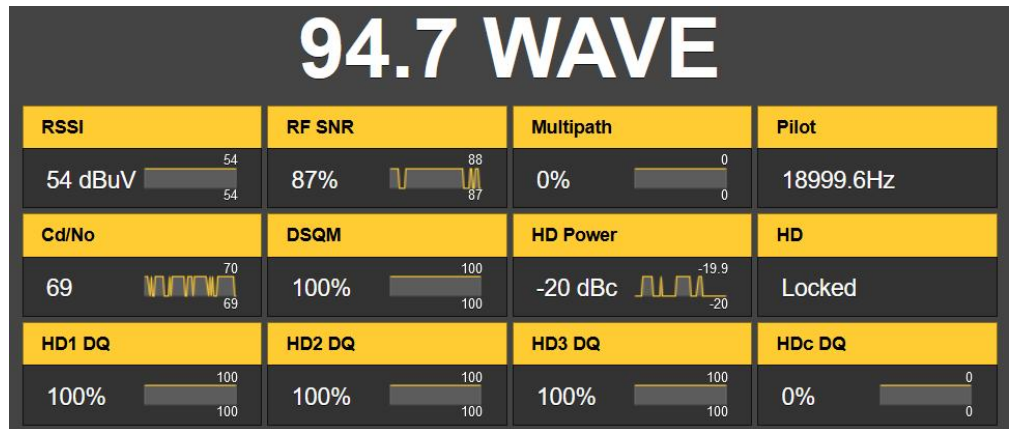 94.7 WAVE
RSSI RF SNR Multipath Pilot
54 dBuV 54 54 87% 88 87 0% 0 0 18999.6Hz
Cd/No DSQM HD Power HD
69 70 69 100% 100 100 -20 dBc -19.9 -20 Locked
HD1 DQ HD2 DQ HD3 DQ HDc DQ
100% 100 100 100% 100 100 100% 100 100 0% 0 0